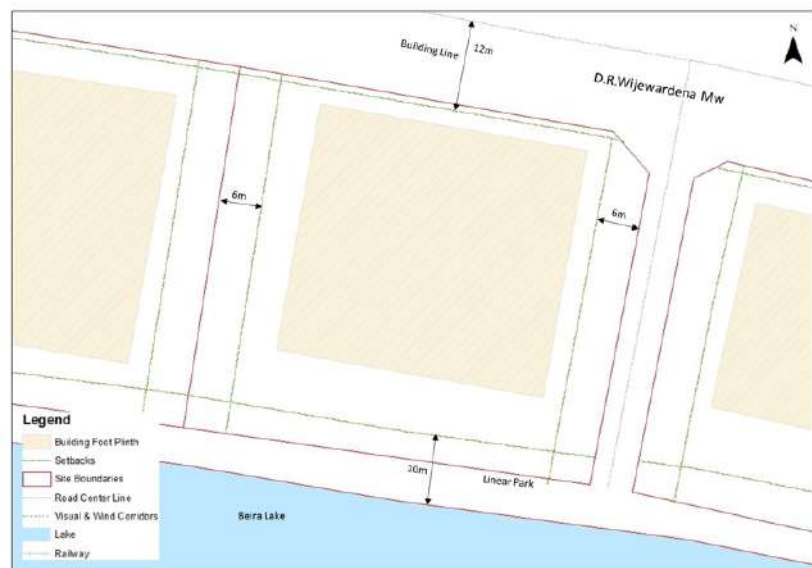 Z
Building Line
12m
D.R.Wijewardena Mw
6m
6m
Legend
Building Foot Plinth
Setbacks
Site Boundaries
Road Center Line
Visual & Wind Corridors
Lake
Railway
20m
Linear Park
Beira Lake